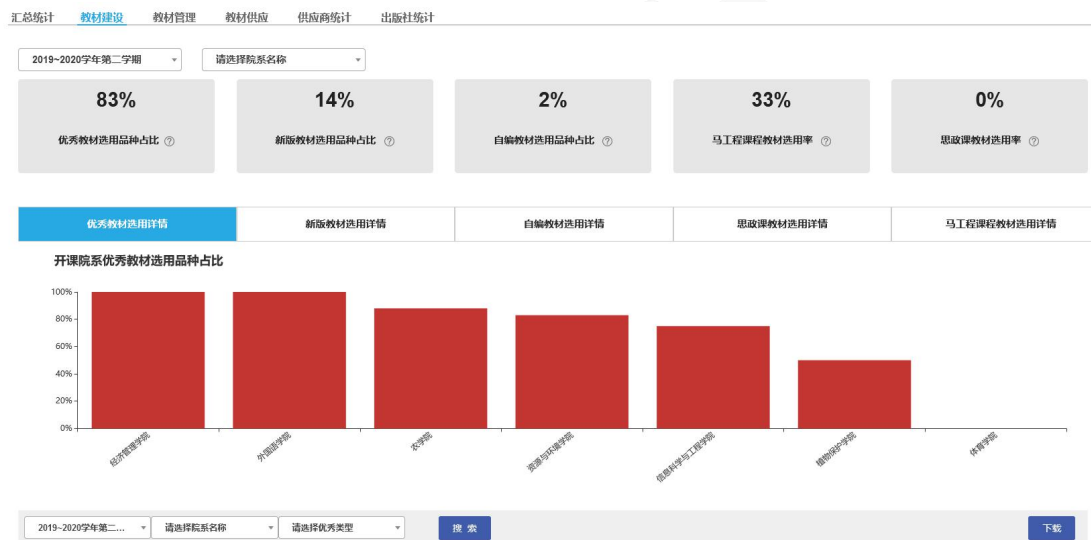 汇总统计 教材建设 教材管理 教材供应 供应商统计 出版社统计
2019~2020学年第二学期 请选择院系名称
83% 14% 2% 33% 0%
优秀教材选用品种占比 ? 新版教材选用品种占比 ? 自编教材选用品种占比 ? 马工程课程教材选用率 ? 思政课教材选用率 ?
优秀教材选用详情 新版教材选用详情 自编教材选用详情 思政课教材选用详情 马工程课程教材选用详情
开课院系优秀教材选用品种占比
100%
80%
60%
40%
20%
0%
经济管理学院 外国语学院 农学院 资源与环境学院 信息科学与工程学院 植物保护学院 体育学院
2019~2020学年第二... 请选择院系名称 请选择优秀类型 搜 索 下载